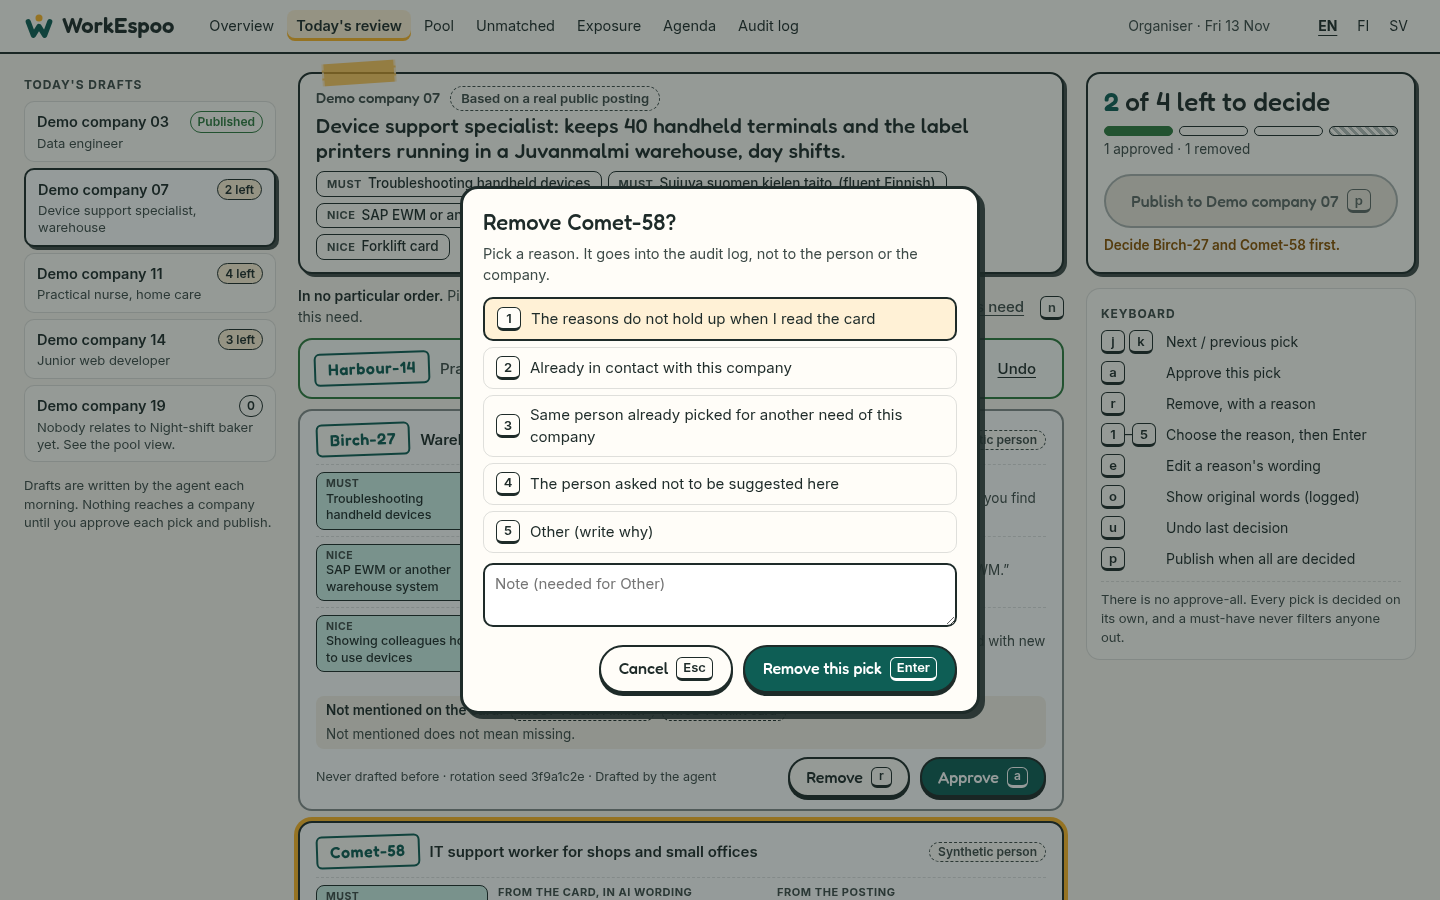 WorkEspoo
Overview
Today's review
Pool
Unmatched
Exposure
Agenda
Audit log
Organiser · Fri 13 Nov
EN
FI
SV
TODAY'S DRAFTS
Demo company 03
Published
Data engineer
Demo company 07
2 left
Device support specialist,
warehouse
Demo company 11
4 left
Practical nurse, home care
Demo company 14
3 left
Junior web developer
Demo company 19
0
Nobody relates to Night-shift baker
yet. See the pool view.
Drafts are written by the agent each
morning. Nothing reaches a company
until you approve each pick and publish.
Demo company 07
Based on a real public posting
Device support specialist: keeps 40 handheld terminals and the label
printers running in a Juvanmalmi warehouse, day shifts.
MUST Troubleshooting handheld devices
MUST Sujuva suomen kielen taito (fluent Finnish)
NICE SAP EWM or an
NICE Forklift card
In no particular order.
this need.
need n
Harbour-14
Undo
Birch-27
ic person
MUST
Troubleshooting
handheld devices
you find
NICE
SAP EWM or another
warehouse system
NICE
Showing colleagues
to use devices
with new
Not mentioned on the
Not mentioned does not mean missing.
Never drafted before · rotation seed 3f9a1c2e · Drafted by the agent
Remove r
Approve a
Comet-58
IT support worker for shops and small offices
Synthetic person
MUST
FROM THE CARD, IN AI WORDING
FROM THE POSTING
Remove Comet-58?
Pick a reason. It goes into the audit log, not to the person or the
company.
1 The reasons do not hold up when I read the card
2 Already in contact with this company
3 Same person already picked for another need of this
company
4 The person asked not to be suggested here
5 Other (write why)
Note (needed for Other)
Cancel Esc
Remove this pick Enter
2 of 4 left to decide
1 approved · 1 removed
Publish to Demo company 07 p
Decide Birch-27 and Comet-58 first.
KEYBOARD
j k Next / previous pick
a Approve this pick
r Remove, with a reason
1–5 Choose the reason, then Enter
e Edit a reason's wording
o Show original words (logged)
u Undo last decision
p Publish when all are decided
There is no approve-all. Every pick is decided on
its own, and a must-have never filters anyone
out.